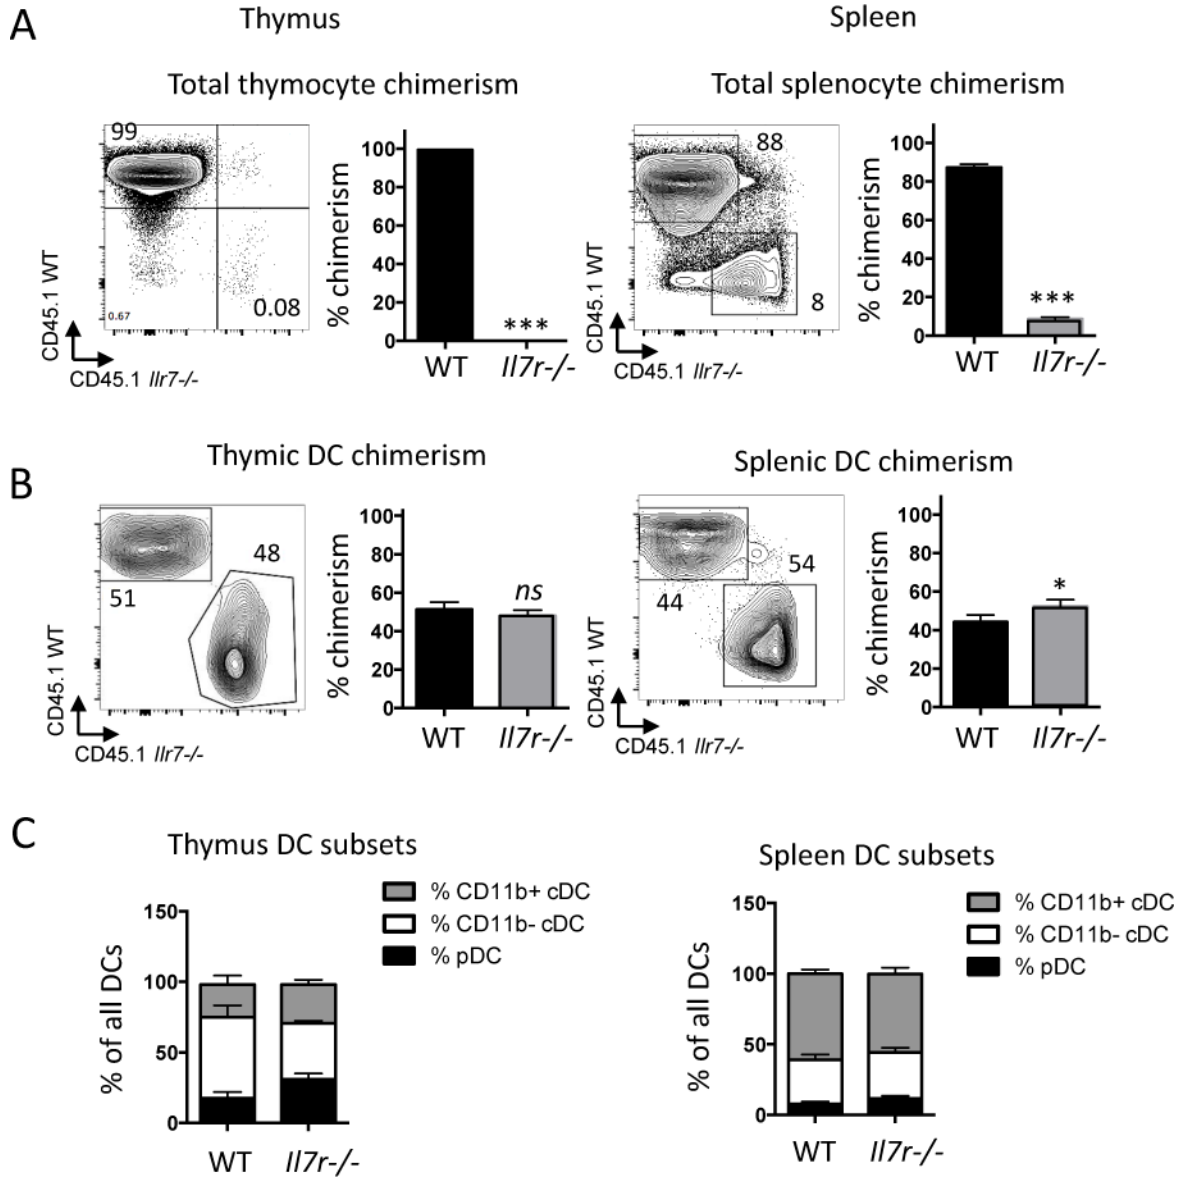 A
Thymus
Spleen
Total thymocyte chimerism
Total splenocyte chimerism
99
0.67
0.08
CD45.1 WT
CD45.1 Ilr7-/-
% chimerism
100
80
60
40
20
0
***
WT
Il7r-/-
88
8
CD45.1 WT
CD45.1 Ilr7-/-
% chimerism
100
80
60
40
20
0
***
WT
Il7r-/-
B
Thymic DC chimerism
Splenic DC chimerism
51
48
CD45.1 WT
CD45.1 Ilr7-/-
% chimerism
100
80
60
40
20
0
ns
WT
Il7r-/-
44
54
CD45.1 WT
CD45.1 Ilr7-/-
% chimerism
100
80
60
40
20
0
*
WT
Il7r-/-
C
Thymus DC subsets
% CD11b+ cDC
% CD11b- cDC
% pDC
% of all DCs
150
100
50
0
WT
Il7r-/-
Spleen DC subsets
% CD11b+ cDC
% CD11b- cDC
% pDC
% of all DCs
150
100
50
0
WT
Il7r-/-